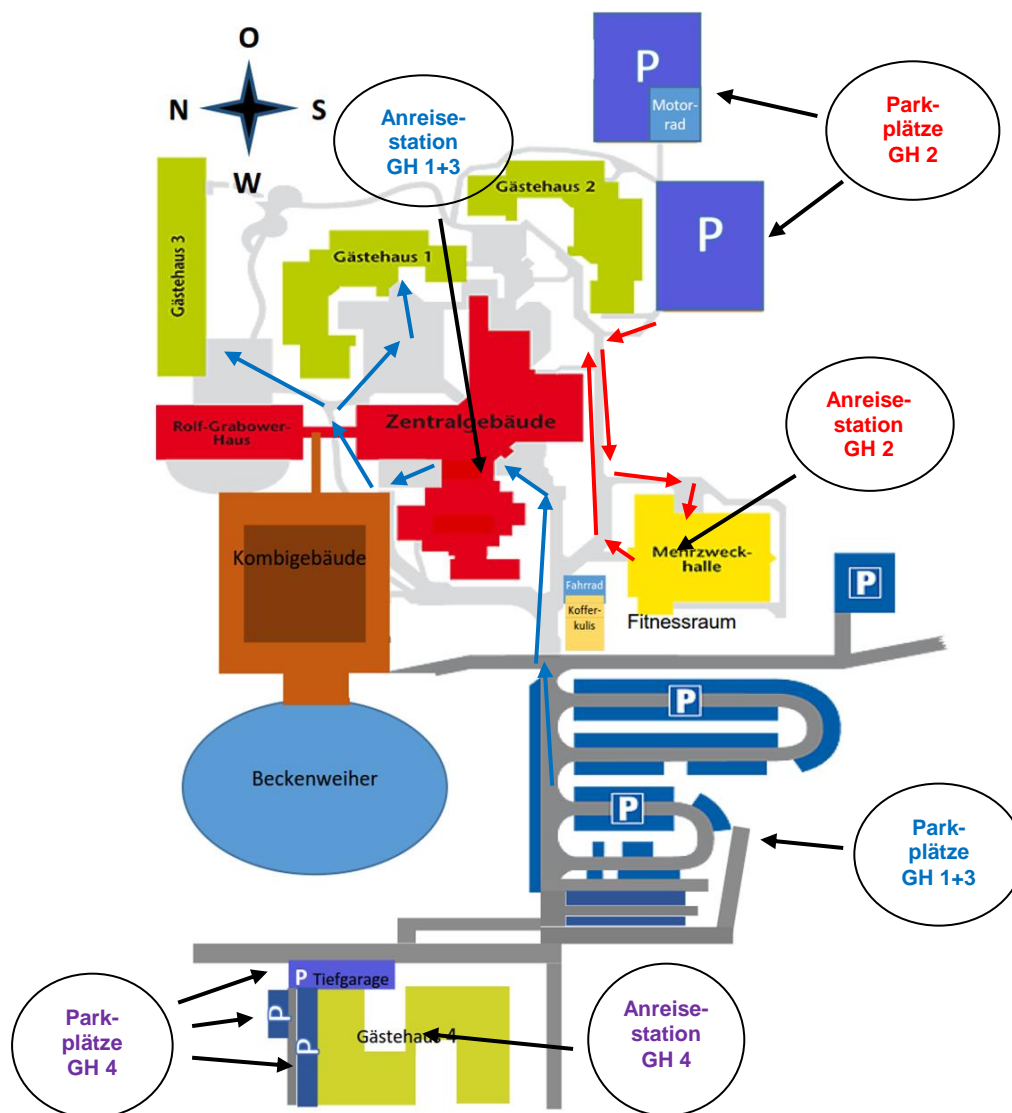 O
N
S
W
Anreise-
station
GH 1+3
P
Motor-
rad
Park-
plätze
GH 2
P
Gästehaus 2
Gästehaus 1
Gästehaus 3
Anreise-
station
GH 2
Rolf-Grabower-
Haus
Zentralgebäude
Kombigebäude
Mehrzweck-
halle
Fahrrad
Koffer-
kulis
Fitnessraum
P
P
Beckenweiher
P
Park-
plätze
GH 1+3
P Tiefgarage
P
P
Gästehaus 4
Park-
plätze
GH 4
Anreise-
station
GH 4